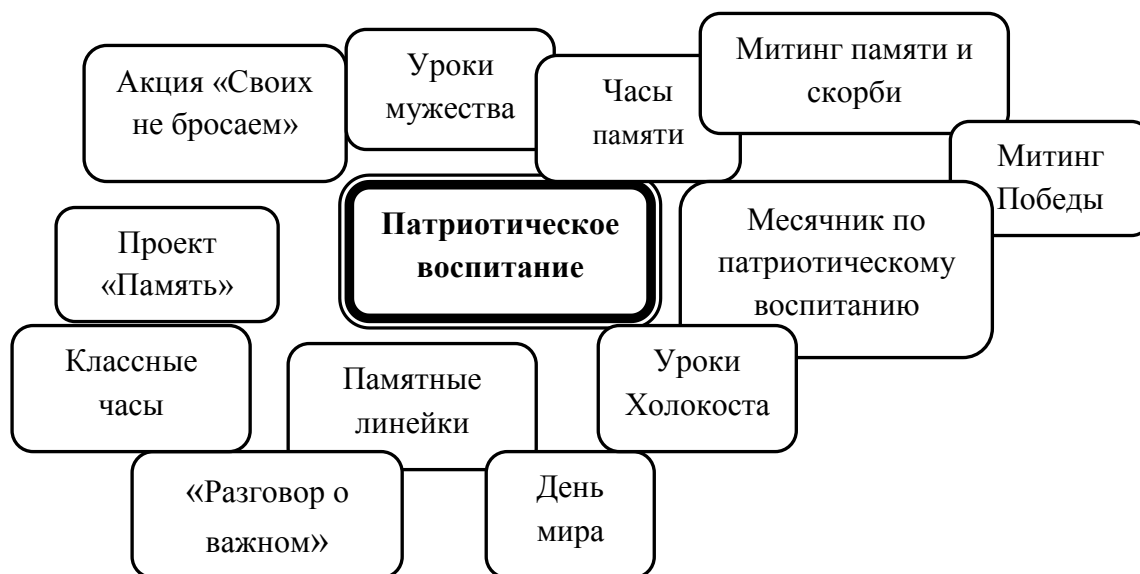 Акция «Своих
не бросаем»
Уроки
мужества
Часы
памяти
Митинг памяти и
скорби
Митинг
Победы
Проект
«Память»
Патриотическое
воспитание
Месячник по
патриотическому
воспитанию
Классные
часы
Памятные
линейки
Уроки
Холокоста
«Разговор о
важном»
День
мира